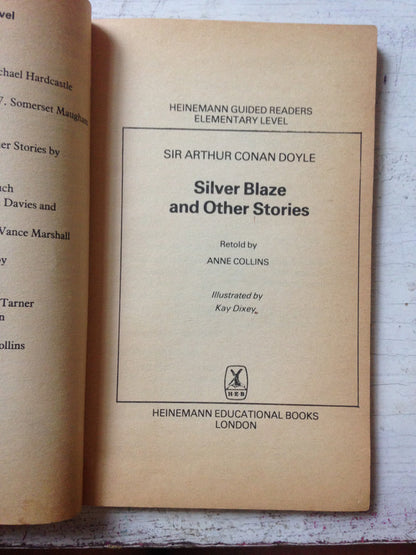 vel
chael Hardcastle
V. Somerset Maugham
er Stories by
ach
Davies and
Vance Marshall
by
Tarner
n
ollins
HEINEMANN GUIDED READERS
ELEMENTARY LEVEL
SIR ARTHUR CONAN DOYLE
Silver Blaze
and Other Stories
Retold by
ANNE COLLINS
Illustrated by
Kay Dixey
H E B
HEINEMANN EDUCATIONAL BOOKS
LONDON